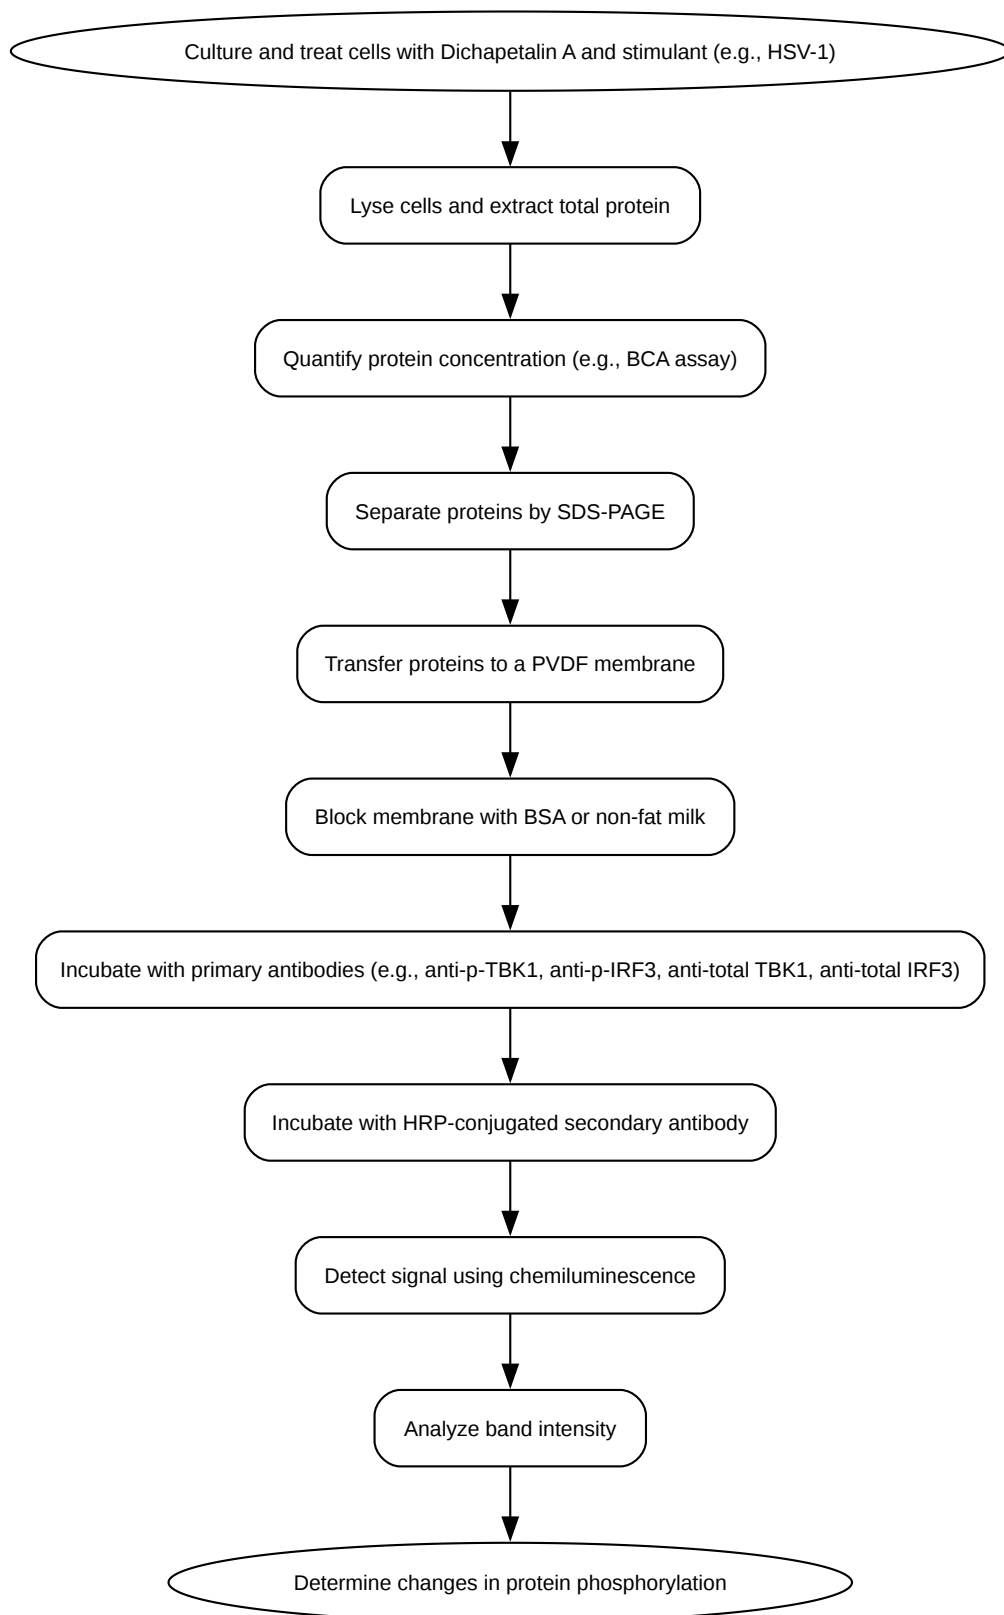 Culture and treat cells with Dichapetalin A and stimulant (e.g., HSV-1)
Lyse cells and extract total protein
Quantify protein concentration (e.g., BCA assay)
Separate proteins by SDS-PAGE
Transfer proteins to a PVDF membrane
Block membrane with BSA or non-fat milk
Incubate with primary antibodies (e.g., anti-p-TBK1, anti-p-IRF3, anti-total TBK1, anti-total IRF3)
Incubate with HRP-conjugated secondary antibody
Detect signal using chemiluminescence
Analyze band intensity
Determine changes in protein phosphorylation